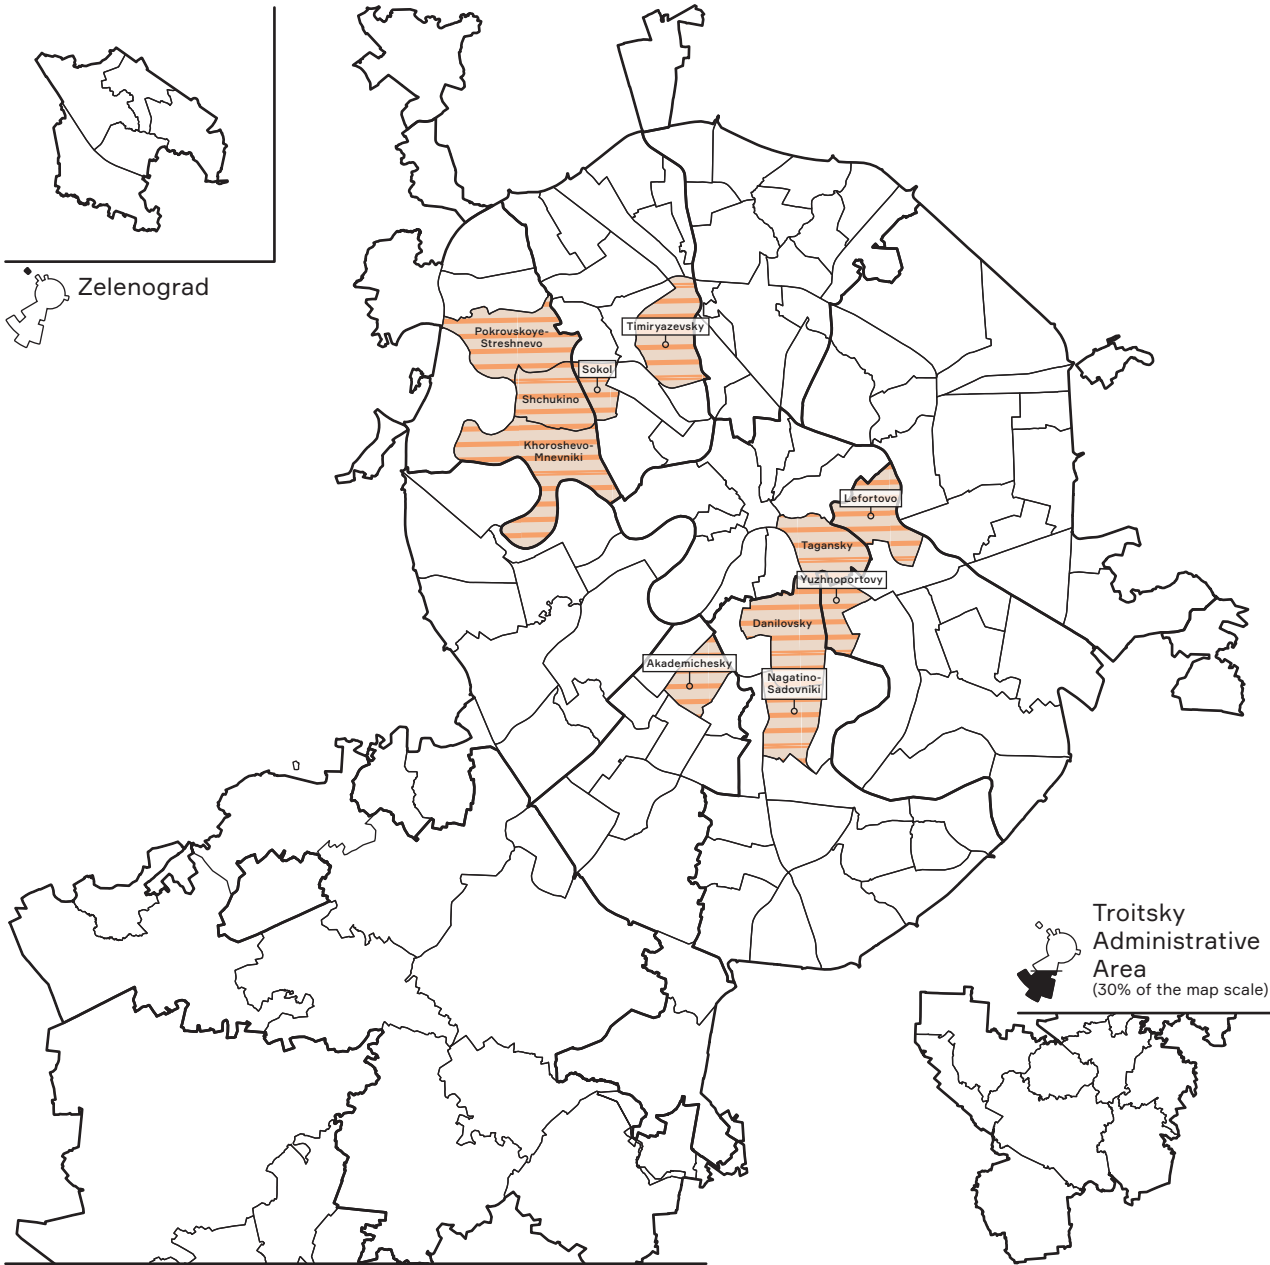 Zelenograd
Timiryazevsky
Pokrovskoye-
Streshnevo
Sokol
Shchukino
Khoroshevo-
Mnevniki
Lefortovo
Tagansky
Yuzhnoportovy
Danilovsky
Akademichesky
Nagatino-
Sadovniki
Troitsky
Administrative
Area
(30% of the map scale)